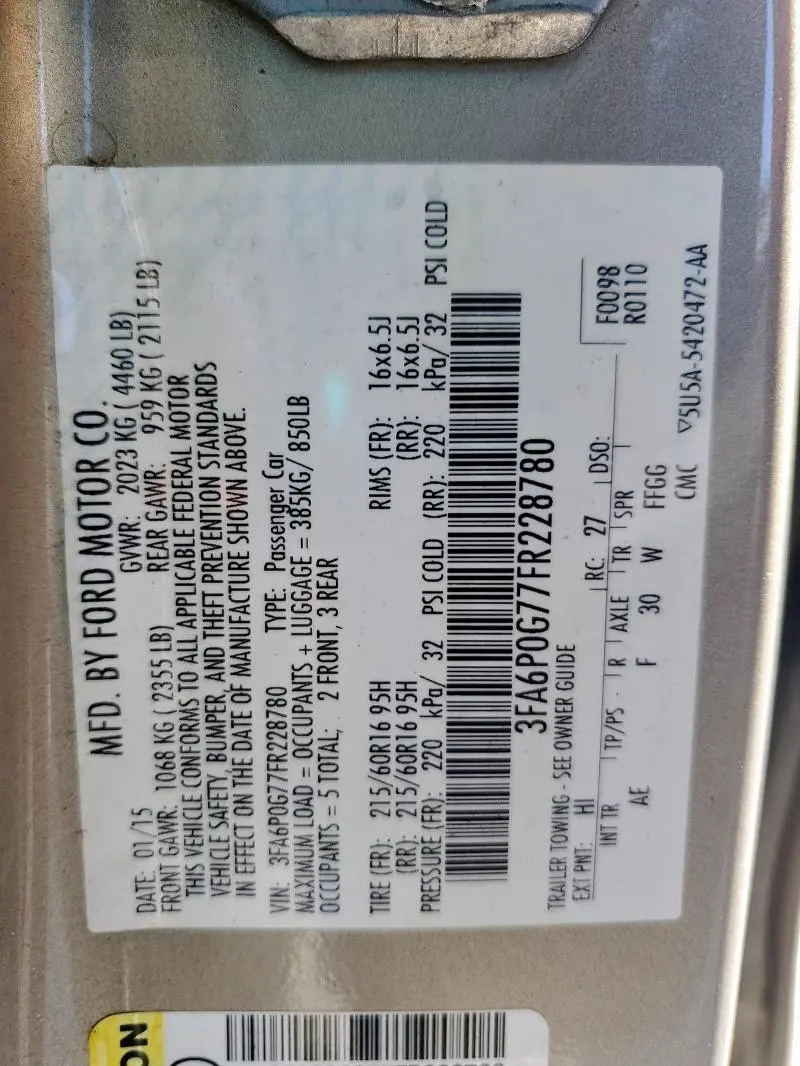 MFD. BY FORD MOTOR CO.
DATE: 01/15 GVWR: 2023 KG ( 4460 LB)
FRONT GAWR: 1068 KG ( 2355 LB) REAR GAWR: 959 KG ( 2115 LB)
THIS VEHICLE CONFORMS TO ALL APPLICABLE FEDERAL MOTOR
VEHICLE SAFETY, BUMPER, AND THEFT PREVENTION STANDARDS
IN EFFECT ON THE DATE OF MANUFACTURE SHOWN ABOVE.
VIN: 3FA6P0G77FR228780 TYPE: Passenger Car
MAXIMUM LOAD = OCCUPANTS + LUGGAGE = 385KG/ 850LB
OCCUPANTS = 5 TOTAL; 2 FRONT, 3 REAR
TIRE (FR): 215/60R16 95H RIMS (FR): 16x6.5J
(RR): 215/60R16 95H (RR): 16x6.5J
PRESSURE (FR): 220 kPa/ 32 PSI COLD (RR): 220 kPa/ 32 PSI COLD
3FA6P0G77FR228780
TRAILER TOWING - SEE OWNER GUIDE
EXT PNT: HI RC: 27 DSO: F0098
R0110
INT TR TP/PS - R AXLE TR SPR
AE F 30 W FFGG
CMC ▽5U5A-5420472-AA
ON